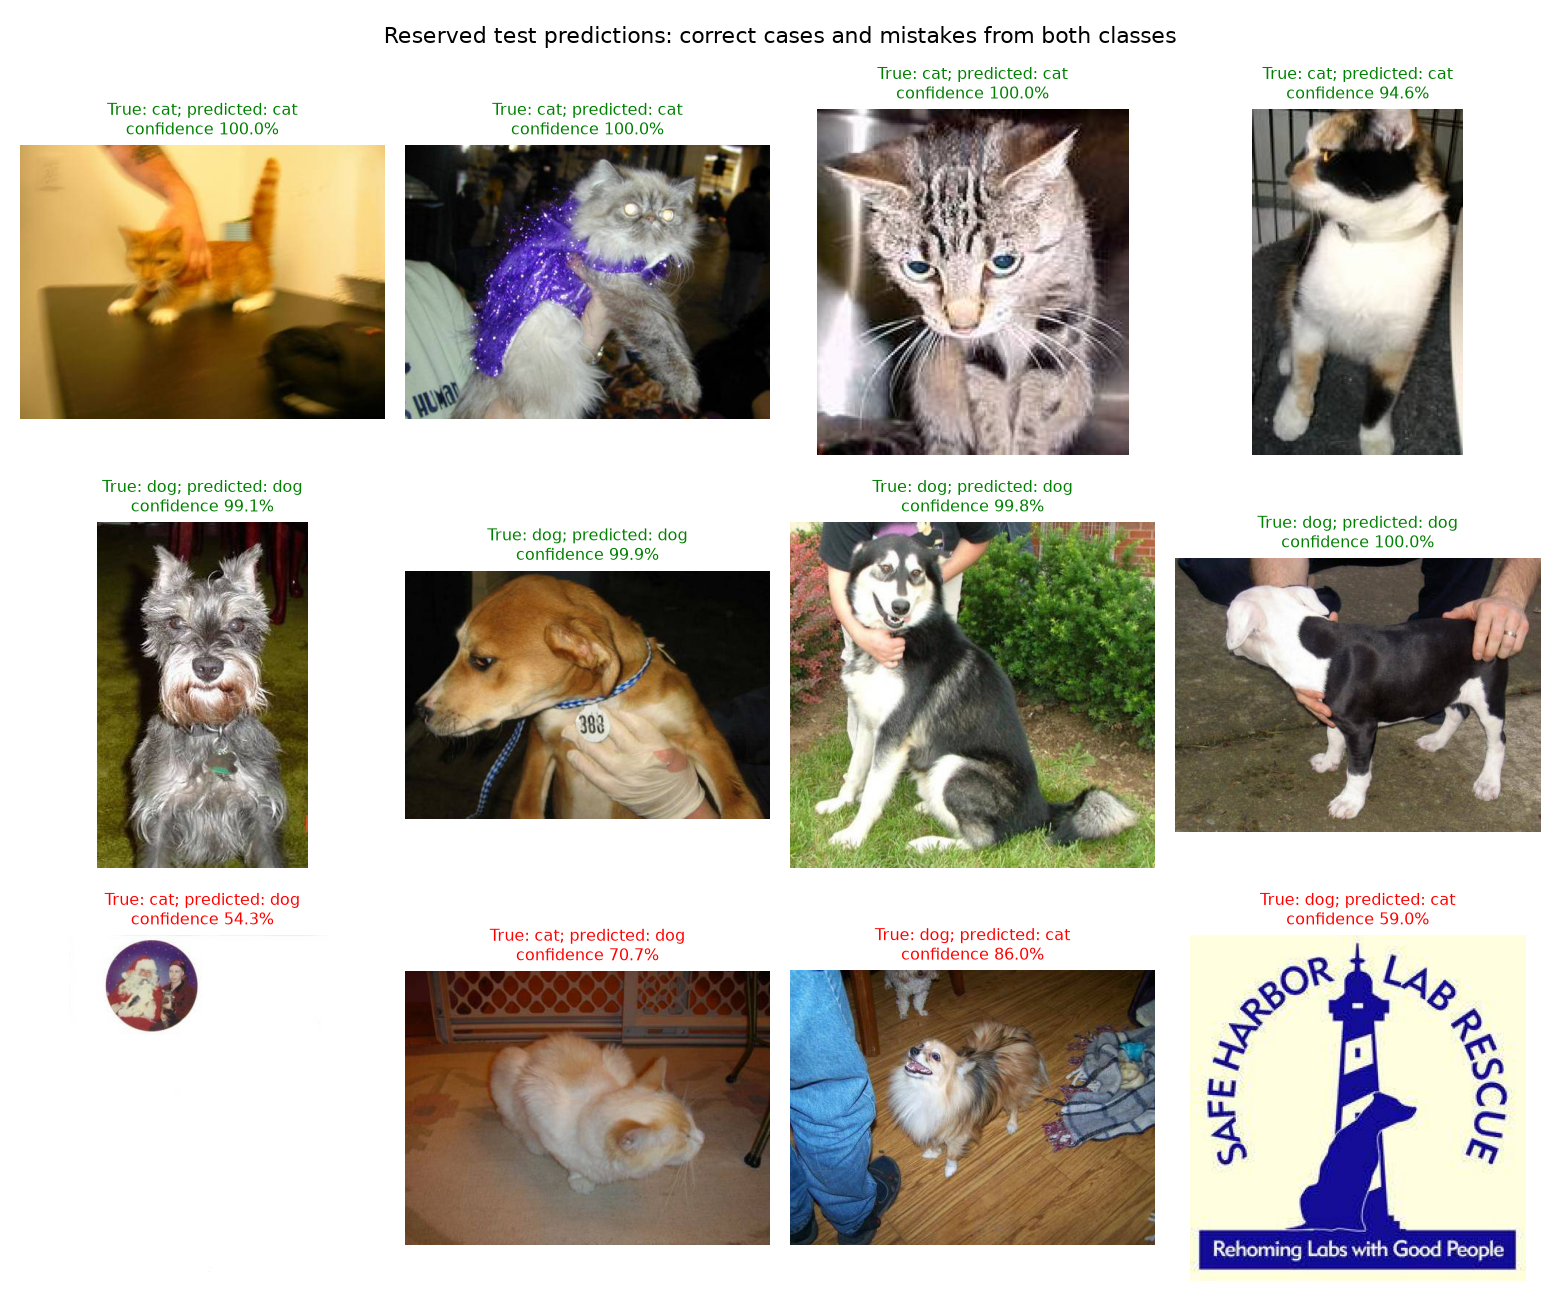 Reserved test predictions: correct cases and mistakes from both classes
True: cat; predicted: cat
confidence 100.0%
True: cat; predicted: cat
confidence 100.0%
True: cat; predicted: cat
confidence 100.0%
True: cat; predicted: cat
confidence 94.6%
HUMAN
True: dog; predicted: dog
confidence 99.1%
True: dog; predicted: dog
confidence 99.9%
388
True: dog; predicted: dog
confidence 99.8%
True: dog; predicted: dog
confidence 100.0%
True: cat; predicted: dog
confidence 54.3%
True: cat; predicted: dog
confidence 70.7%
True: dog; predicted: cat
confidence 86.0%
True: dog; predicted: cat
confidence 59.0%
SAFE HARBOR LAB RESCUE
Rehoming Labs with Good People